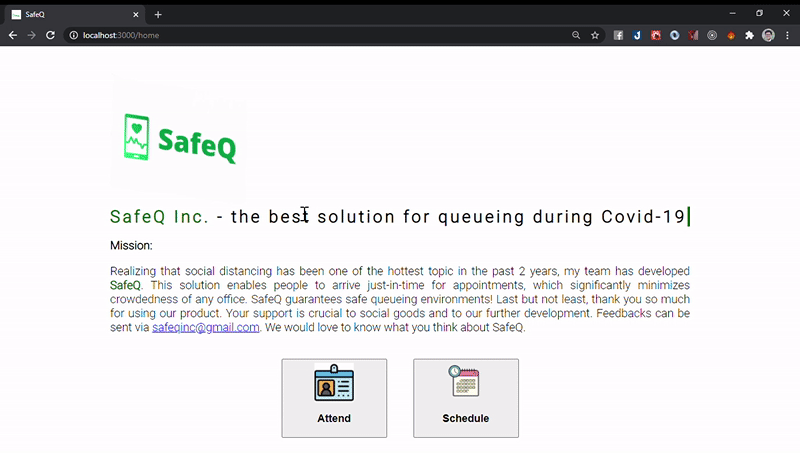 SafeQ
localhost:3000/home
SafeQ
SafeQ Inc. - the best solution for queueing during Covid-19
Mission:
Realizing that social distancing has been one of the hottest topic in the past 2 years, my team has developed
SafeQ. This solution enables people to arrive just-in-time for appointments, which significantly minimizes
crowdedness of any office. SafeQ guarantees safe queueing environments! Last but not least, thank you so much
for using our product. Your support is crucial to social goods and to our further development. Feedbacks can be
sent via safeqinc@gmail.com. We would love to know what you think about SafeQ.
Attend
Schedule